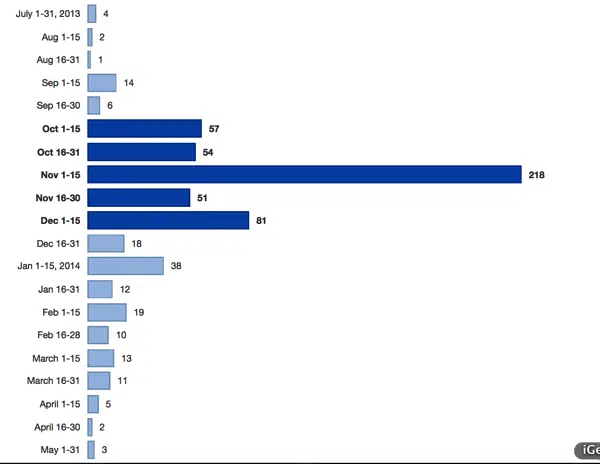 July 1-31, 2013 4
Aug 1-15 2
Aug 16-31 1
Sep 1-15 14
Sep 16-30 6
Oct 1-15 57
Oct 16-31 54
Nov 1-15 218
Nov 16-30 51
Dec 1-15 81
Dec 16-31 18
Jan 1-15, 2014 38
Jan 16-31 12
Feb 1-15 19
Feb 16-28 10
March 1-15 13
March 16-31 11
April 1-15 5
April 16-30 2
May 1-31 3
iGe